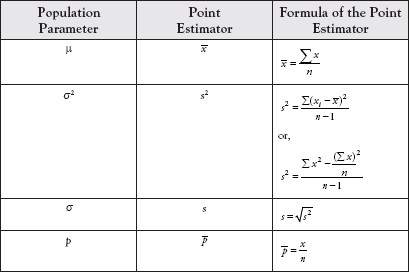 Population Parameter Point Estimator Formula of the Point Estimator
μ x̄ x̄ = ∑x / n
σ² s² s² = Σ(xᵢ – x̄)² / n – 1
or,
s² = (Σx² – (Σx)² / n) / n – 1
σ s s = √s²
p p̄ p̄ = x / n